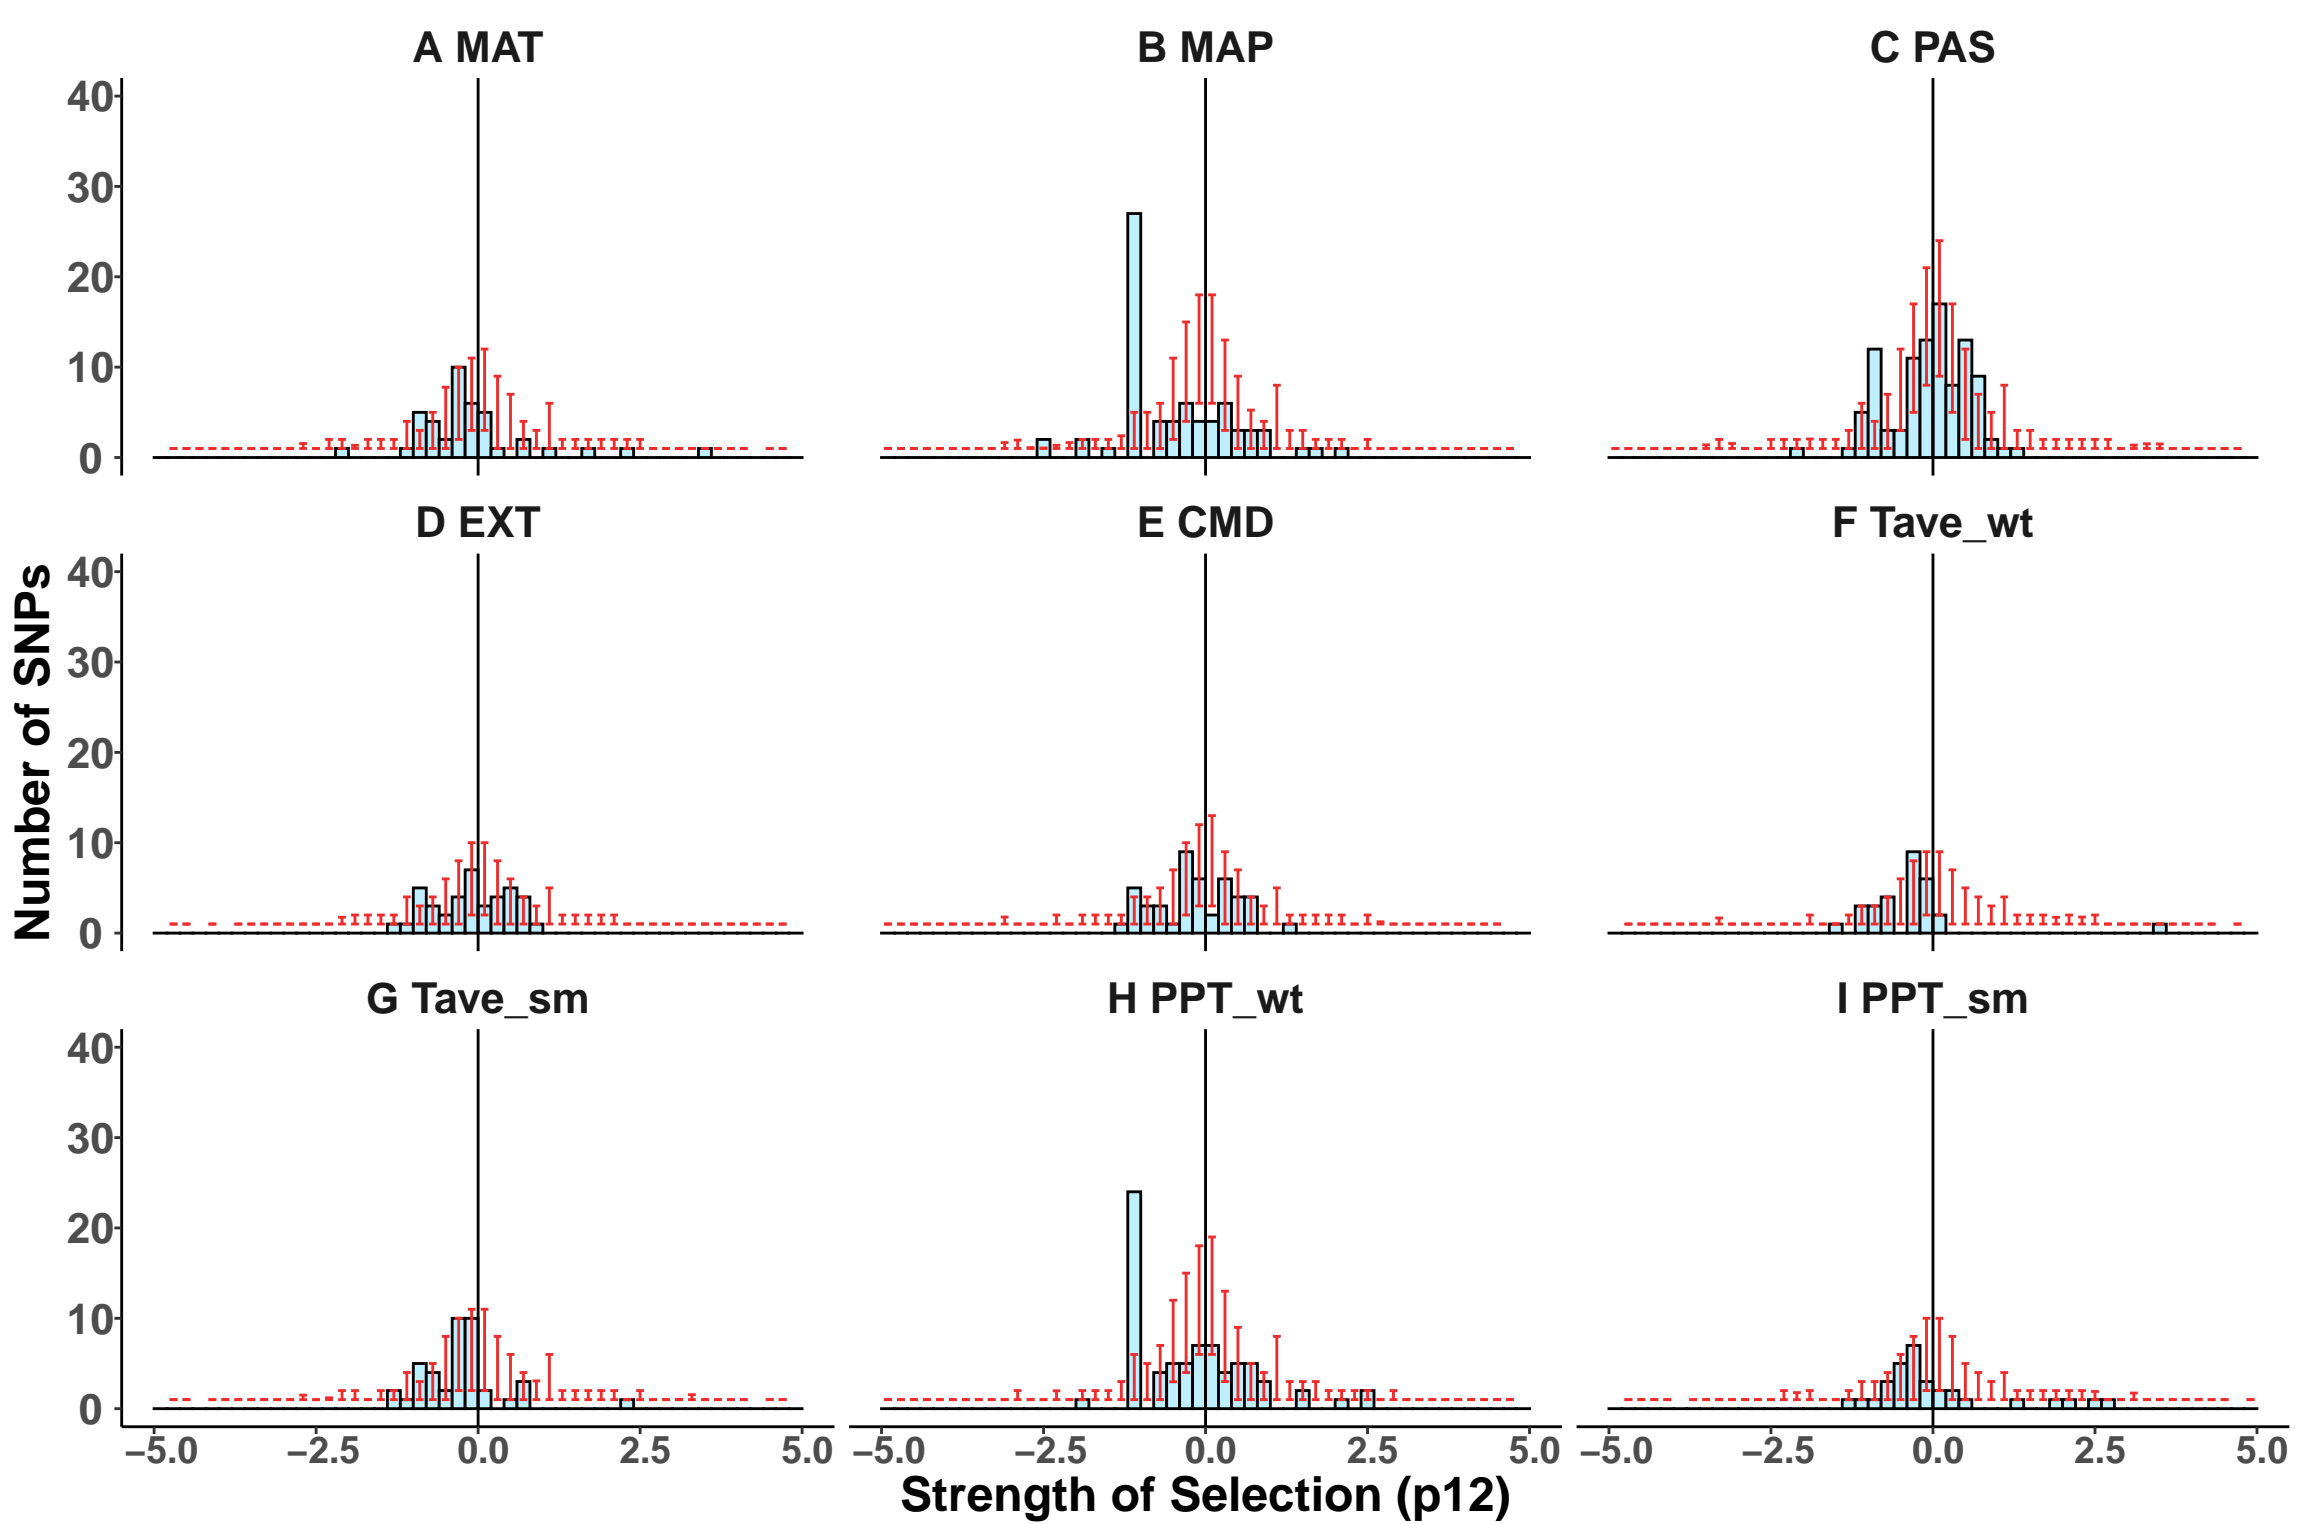 A MAT
B MAP
C PAS
40
30
20
10
0
D EXT
E CMD
F Tave_wt
40
30
20
10
0
G Tave_sm
H PPT_wt
I PPT_sm
40
30
20
10
0
−5.0 −2.5 0.0 2.5 5.0
−5.0 −2.5 0.0 2.5 5.0
−5.0 −2.5 0.0 2.5 5.0
Number of SNPs
Strength of Selection (p12)